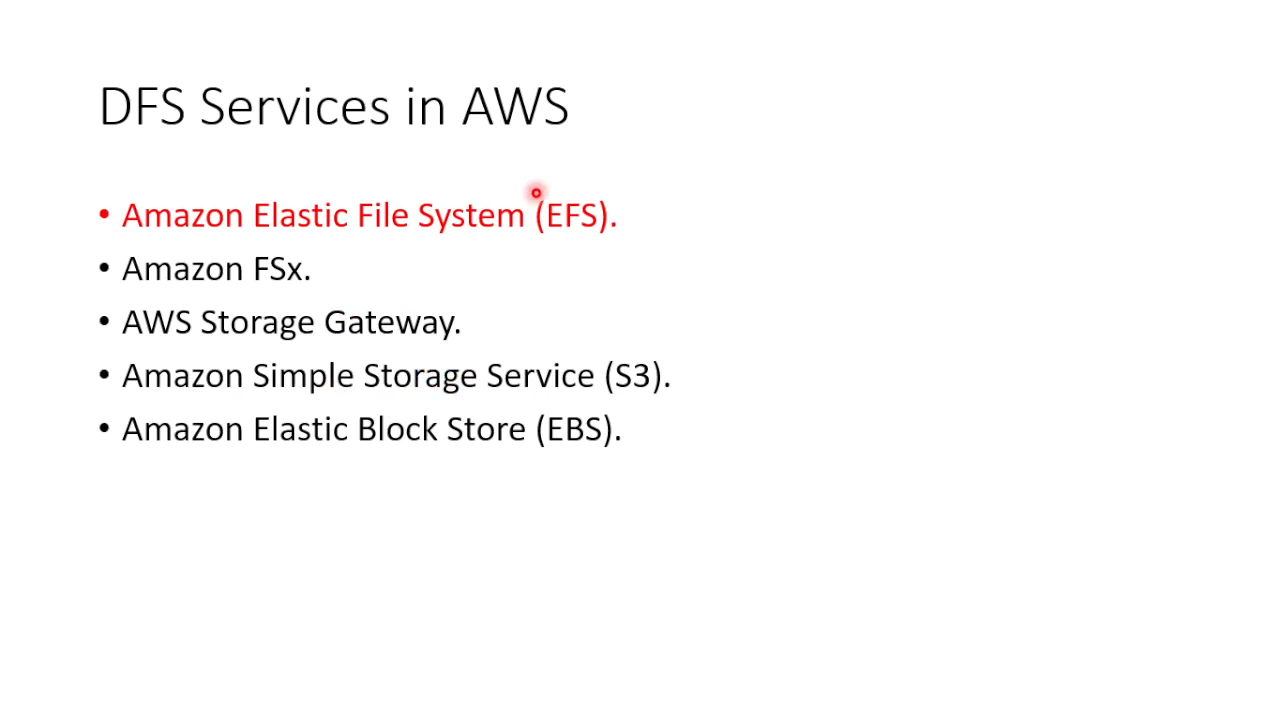 DFS Services in AWS
• Amazon Elastic File System (EFS).
• Amazon FSx.
• AWS Storage Gateway.
• Amazon Simple Storage Service (S3).
• Amazon Elastic Block Store (EBS).